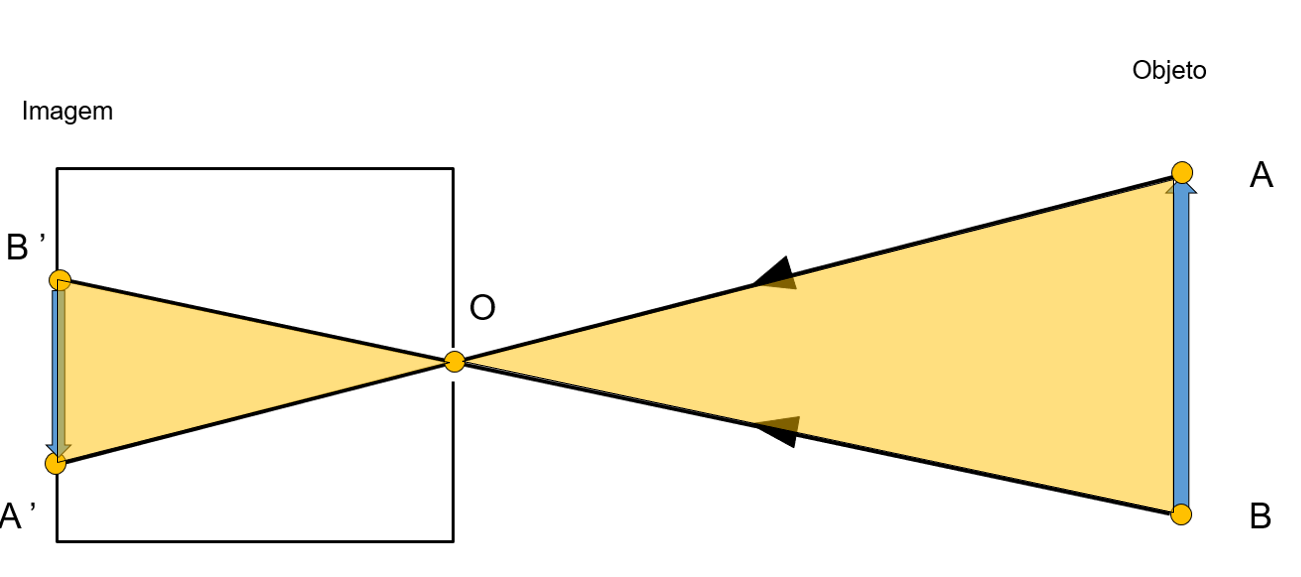 Objeto
Imagem
A
B ’
O
A ’
B